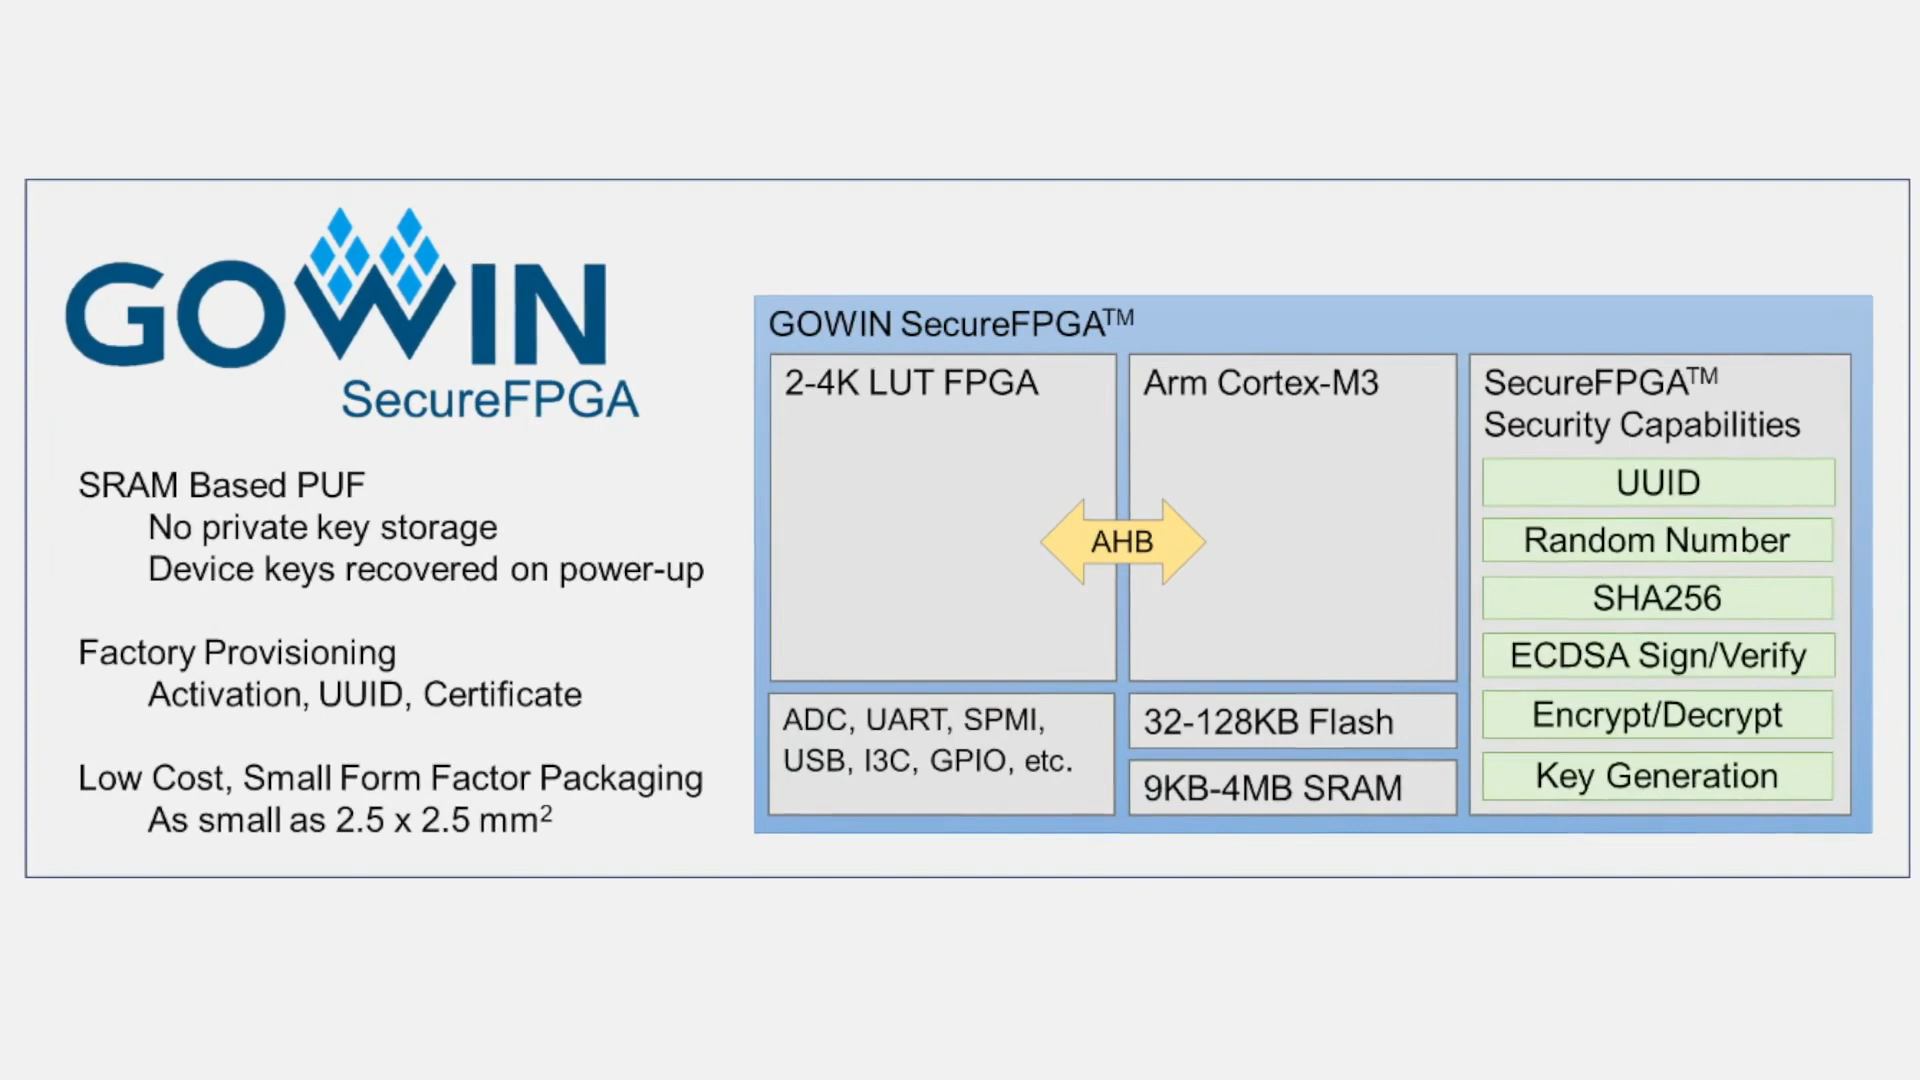 GOWIN
SecureFPGA
SRAM Based PUF
No private key storage
Device keys recovered on power-up
Factory Provisioning
Activation, UUID, Certificate
Low Cost, Small Form Factor Packaging
As small as 2.5 x 2.5 mm²
GOWIN SecureFPGA™
2-4K LUT FPGA
Arm Cortex-M3
AHB
ADC, UART, SPMI,
USB, I3C, GPIO, etc.
32-128KB Flash
9KB-4MB SRAM
SecureFPGA™
Security Capabilities
UUID
Random Number
SHA256
ECDSA Sign/Verify
Encrypt/Decrypt
Key Generation